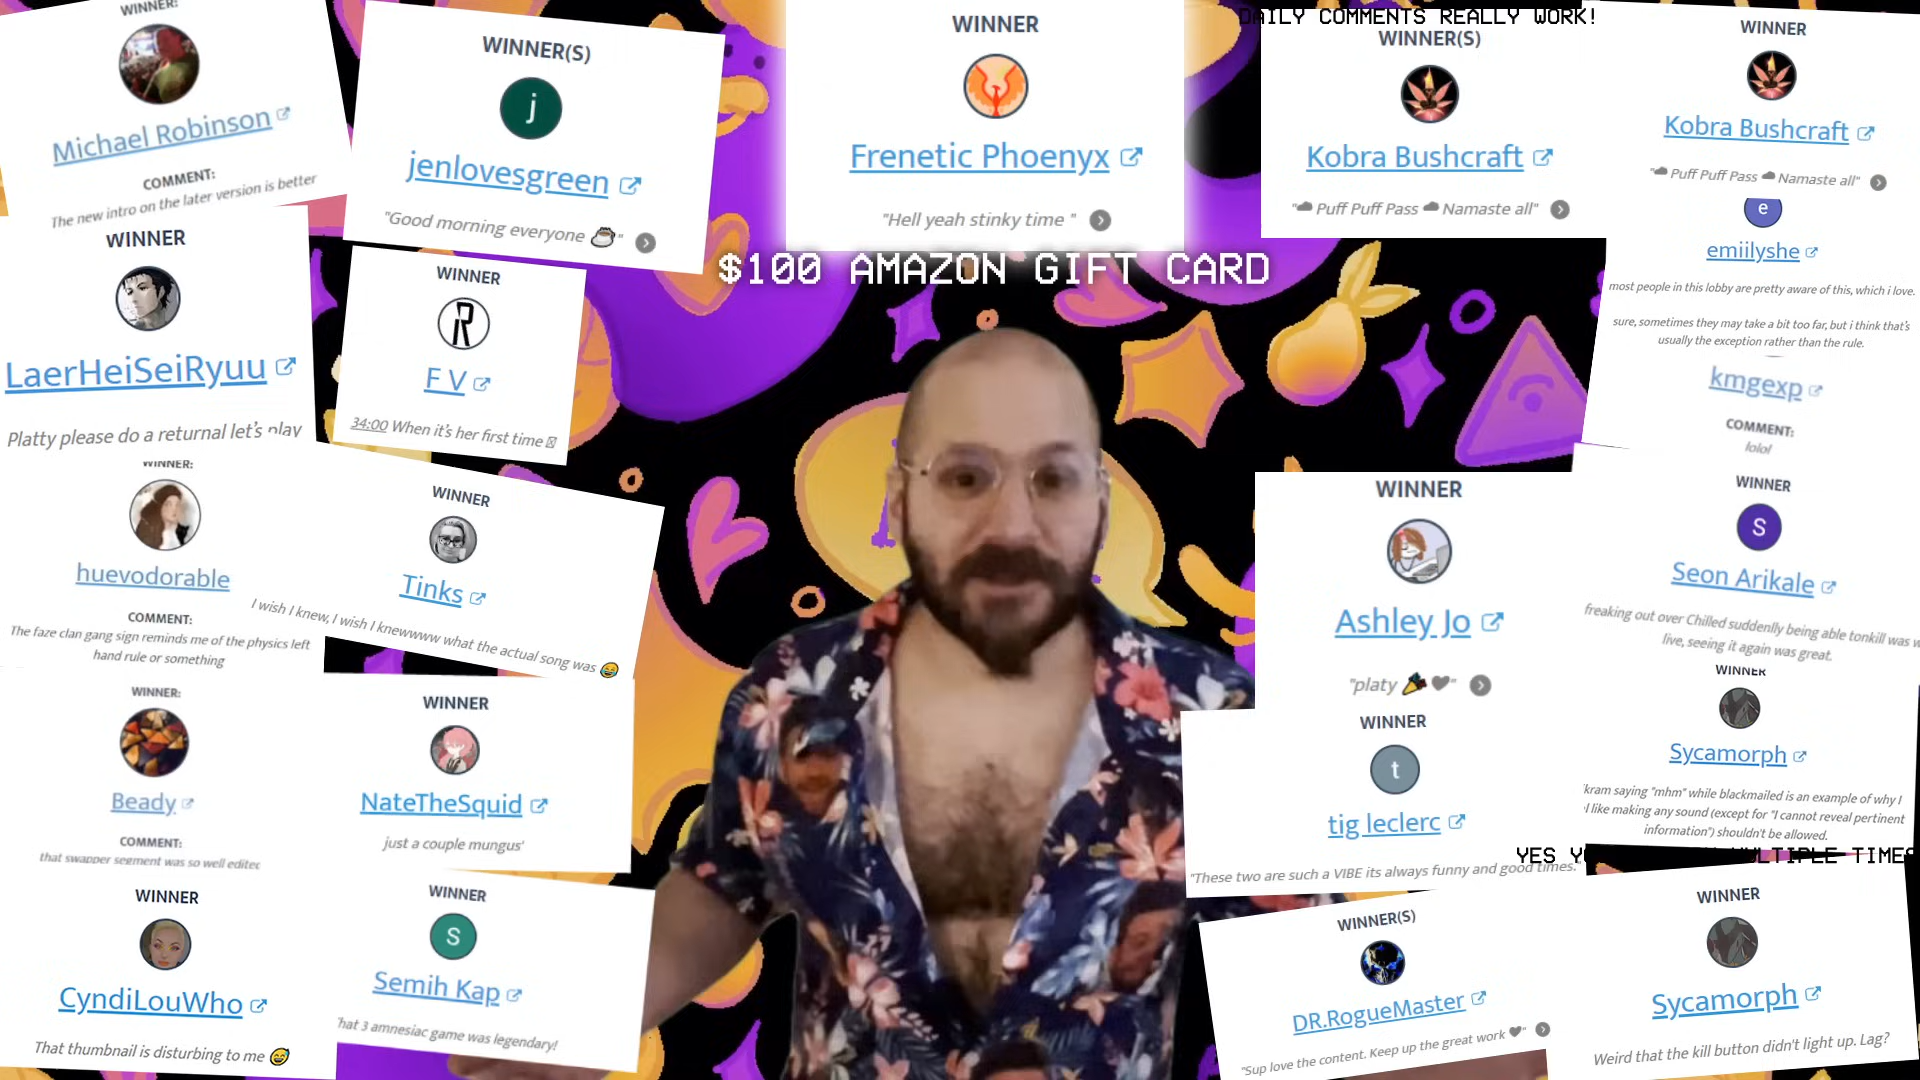 WINNER:
Michael Robinson
COMMENT:
The new intro on the later version is better
WINNER(S)
j
jenlovesgreen
"Good morning everyone ☕"
WINNER
Frenetic Phoenyx
"Hell yeah stinky time "
$100 AMAZON GIFT CARD
DAILY COMMENTS REALLY WORK!
WINNER(S)
Kobra Bushcraft
"☁ Puff Puff Pass ☁ Namaste all"
WINNER
Kobra Bushcraft
"☁ Puff Puff Pass ☁ Namaste all"
e
emiilyshe
most people in this lobby are pretty aware of this, which i love.
sure, sometimes they may take a bit too far, but i think that's
usually the exception rather than the rule.
kmgexp
COMMENT:
lolol
WINNER
LaerHeiSeiRyuu
Platty please do a returnal let's play
WINNER
R
F V
34:00 When it's her first time
WINNER:
huevodorable
COMMENT:
The faze clan gang sign reminds me of the physics left
hand rule or something
WINNER
Tinks
I wish I knew, I wish I knewwww what the actual song was 😅
WINNER
Ashley Jo
"platy 🎉🖤"
WINNER
S
Seon Arikale
freaking out over Chilled suddenlly being able tonkill was
live, seeing it again was great.
WINNER:
Beady
COMMENT:
that swapper segment was so well edited
WINNER
NateTheSquid
just a couple mungus'
WINNER
t
tig leclerc
"These two are such a VIBE its always funny and good times."
WINNER
Sycamorph
kram saying "mhm" while blackmailed is an example of why I
like making any sound (except for "I cannot reveal pertinent
information") shouldn't be allowed.
YES MULTIPLE TIMES
WINNER
CyndiLouWho
That thumbnail is disturbing to me 😅
WINNER
S
Semih Kap
hat 3 amnesiac game was legendary!
WINNER(S)
DR.RogueMaster
"Sup love the content. Keep up the great work 🖤"
WINNER
Sycamorph
Weird that the kill button didn't light up. Lag?